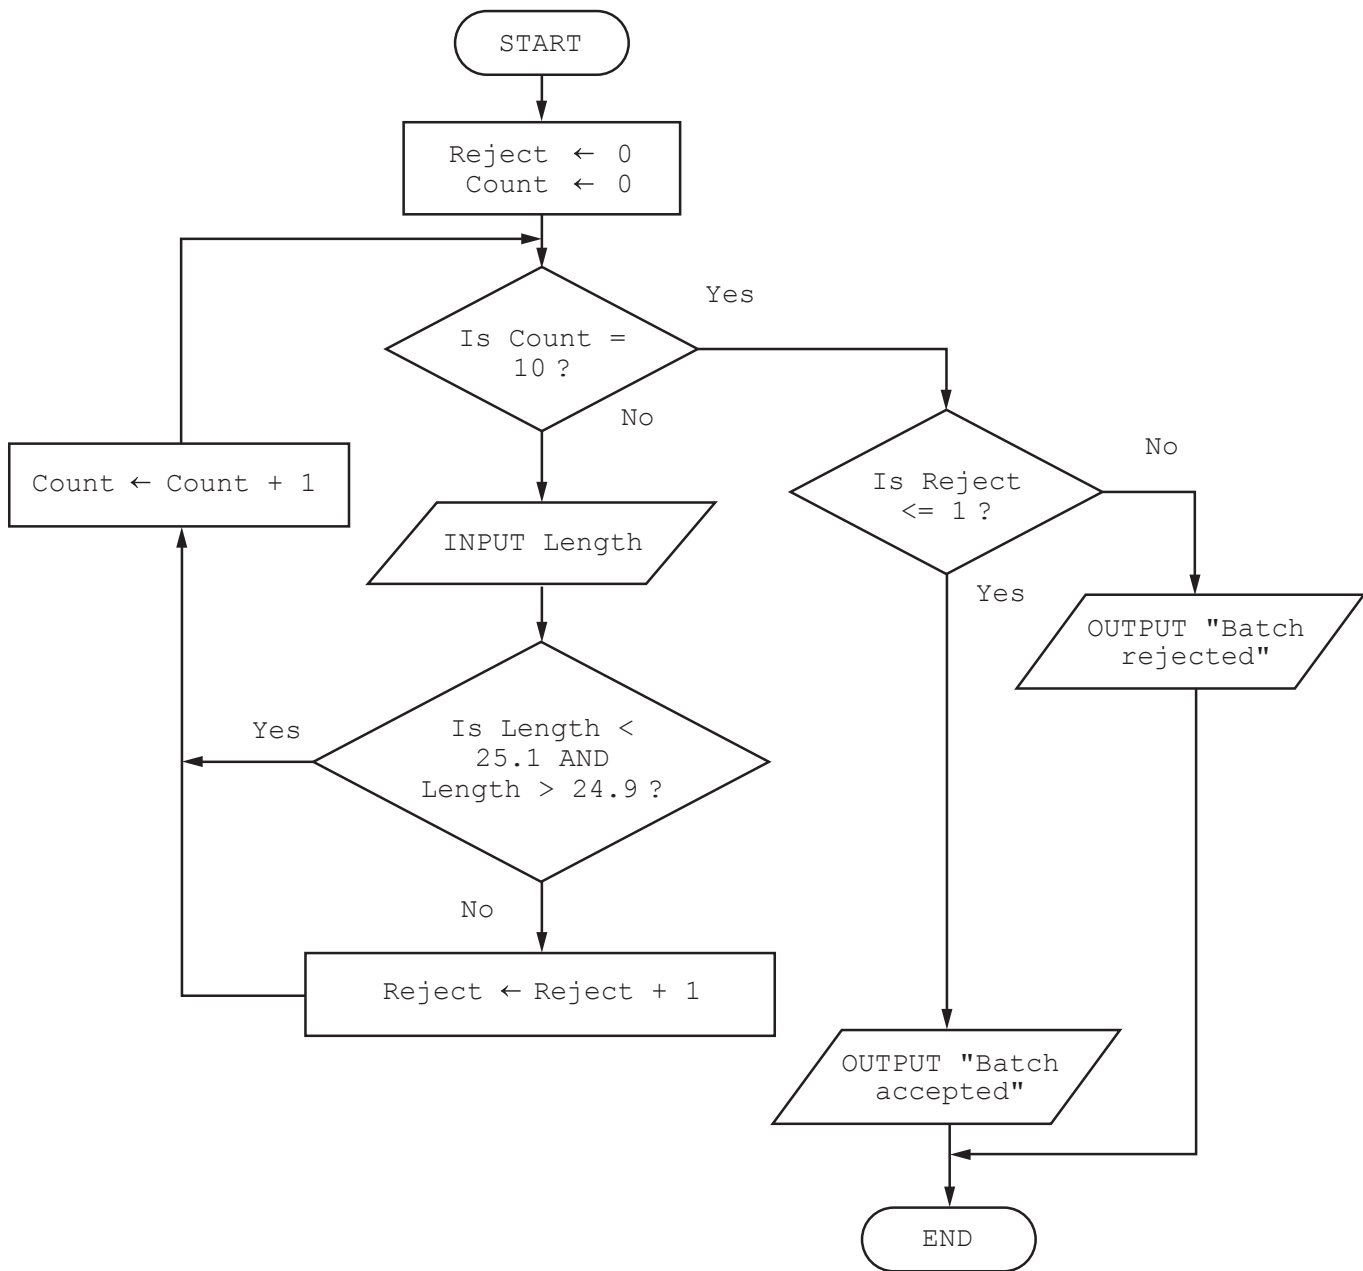 START
Reject ← 0
Count ← 0
Yes
Is Count =
10 ?
No
Count ← Count + 1
INPUT Length
Yes
Is Length <
25.1 AND
Length > 24.9 ?
No
Reject ← Reject + 1
Is Reject
<= 1 ?
No
Yes
OUTPUT "Batch
rejected"
OUTPUT "Batch
accepted"
END